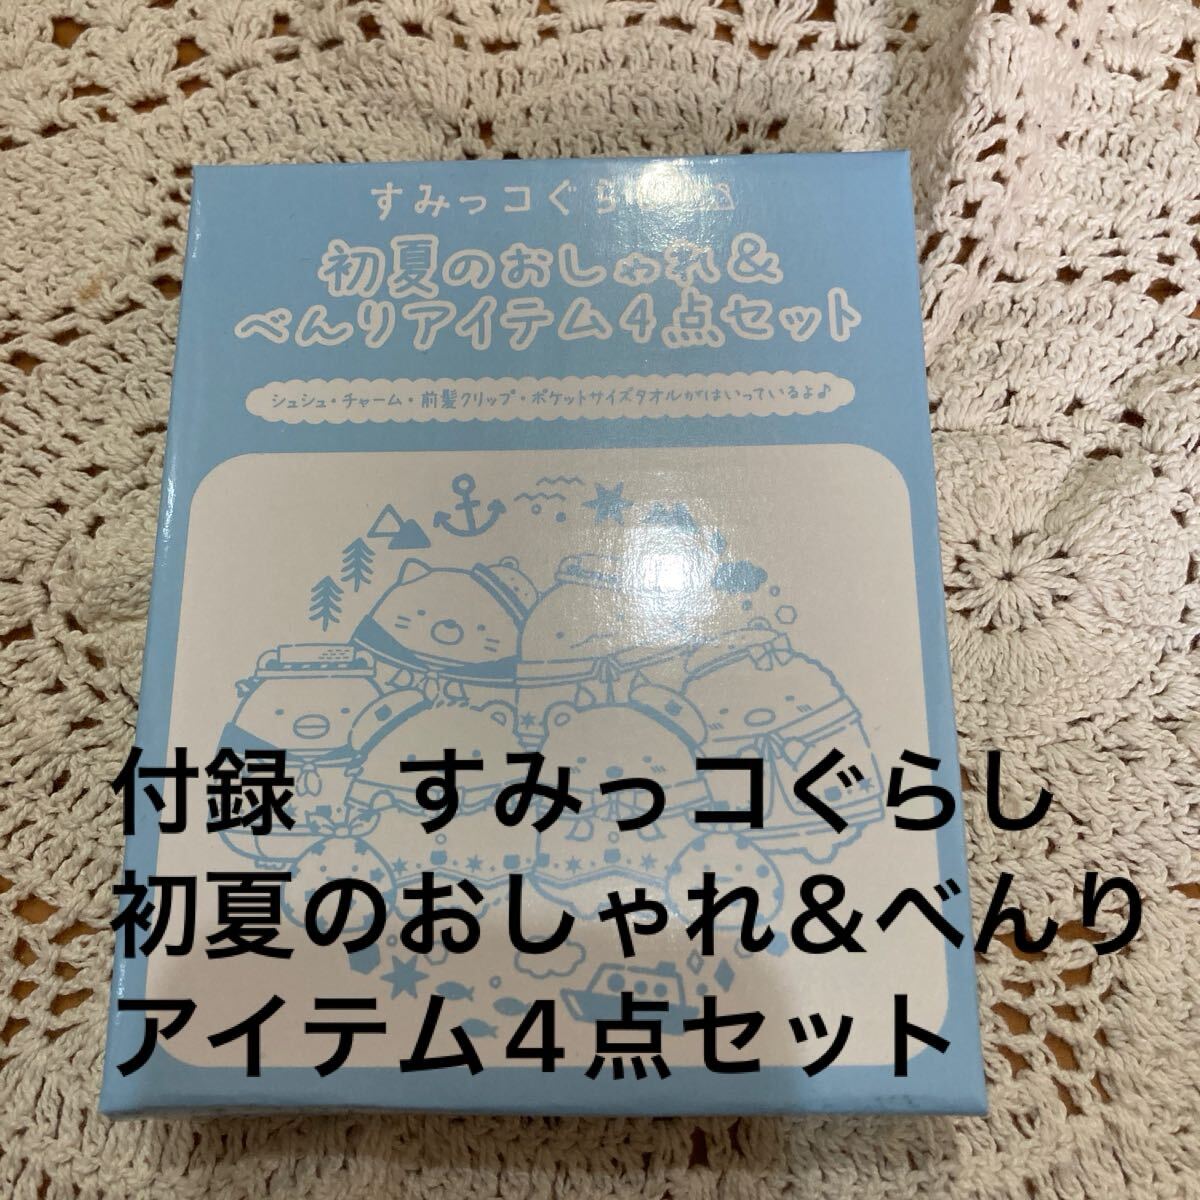 すみっコぐら
初夏のおしゃれ&
べんりアイテム4点セット
シュシュ・チャーム・前髪クリップ・ポケットサイズタオルがはいっているよ♪
付録　すみっコぐらし
初夏のおしゃれ＆べんり
アイテム４点セット